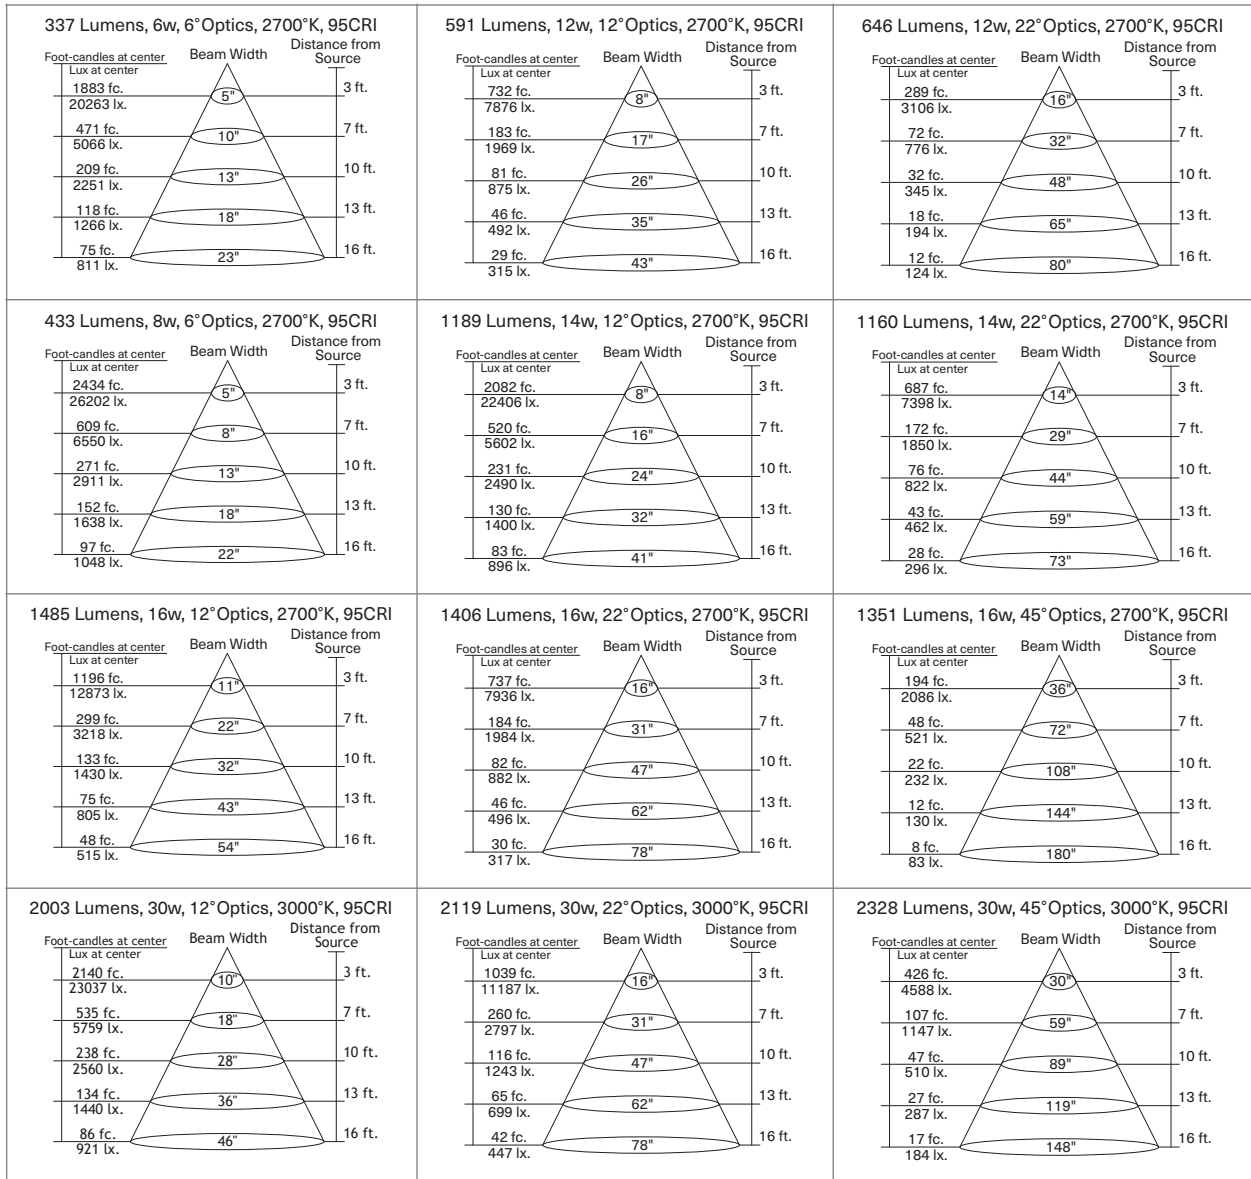 337 Lumens, 6w, 6°Optics, 2700°K, 95CRI
Foot-candles at center
Lux at center
Beam Width
Distance from
Source
1883 fc.
20263 lx.
5"
3 ft.
471 fc.
5066 lx.
10"
7 ft.
209 fc.
2251 lx.
13"
10 ft.
118 fc.
1266 lx.
18"
13 ft.
75 fc.
811 lx.
23"
16 ft.
591 Lumens, 12w, 12°Optics, 2700°K, 95CRI
Foot-candles at center
Lux at center
Beam Width
Distance from
Source
732 fc.
7876 lx.
8"
3 ft.
183 fc.
1969 lx.
17"
7 ft.
81 fc.
875 lx.
26"
10 ft.
46 fc.
492 lx.
35"
13 ft.
29 fc.
315 lx.
43"
16 ft.
646 Lumens, 12w, 22°Optics, 2700°K, 95CRI
Foot-candles at center
Lux at center
Beam Width
Distance from
Source
289 fc.
3106 lx.
16"
3 ft.
72 fc.
776 lx.
32"
7 ft.
32 fc.
345 lx.
48"
10 ft.
18 fc.
194 lx.
65"
13 ft.
12 fc.
124 lx.
80"
16 ft.
433 Lumens, 8w, 6°Optics, 2700°K, 95CRI
Foot-candles at center
Lux at center
Beam Width
Distance from
Source
2434 fc.
26202 lx.
5"
3 ft.
609 fc.
6550 lx.
8"
7 ft.
271 fc.
2911 lx.
13"
10 ft.
152 fc.
1638 lx.
18"
13 ft.
97 fc.
1048 lx.
22"
16 ft.
1189 Lumens, 14w, 12°Optics, 2700°K, 95CRI
Foot-candles at center
Lux at center
Beam Width
Distance from
Source
2082 fc.
22406 lx.
8"
3 ft.
520 fc.
5602 lx.
16"
7 ft.
231 fc.
2490 lx.
24"
10 ft.
130 fc.
1400 lx.
32"
13 ft.
83 fc.
896 lx.
41"
16 ft.
1160 Lumens, 14w, 22°Optics, 2700°K, 95CRI
Foot-candles at center
Lux at center
Beam Width
Distance from
Source
687 fc.
7398 lx.
14"
3 ft.
172 fc.
1850 lx.
29"
7 ft.
76 fc.
822 lx.
44"
10 ft.
43 fc.
462 lx.
59"
13 ft.
28 fc.
296 lx.
73"
16 ft.
1485 Lumens, 16w, 12°Optics, 2700°K, 95CRI
Foot-candles at center
Lux at center
Beam Width
Distance from
Source
1196 fc.
12873 lx.
11"
3 ft.
299 fc.
3218 lx.
22"
7 ft.
133 fc.
1430 lx.
32"
10 ft.
75 fc.
805 lx.
43"
13 ft.
48 fc.
515 lx.
54"
16 ft.
1406 Lumens, 16w, 22°Optics, 2700°K, 95CRI
Foot-candles at center
Lux at center
Beam Width
Distance from
Source
737 fc.
7936 lx.
16"
3 ft.
184 fc.
1984 lx.
31"
7 ft.
82 fc.
882 lx.
47"
10 ft.
46 fc.
496 lx.
62"
13 ft.
30 fc.
317 lx.
78"
16 ft.
1351 Lumens, 16w, 45°Optics, 2700°K, 95CRI
Foot-candles at center
Lux at center
Beam Width
Distance from
Source
194 fc.
2086 lx.
36"
3 ft.
48 fc.
521 lx.
72"
7 ft.
22 fc.
232 lx.
108"
10 ft.
12 fc.
130 lx.
144"
13 ft.
8 fc.
83 lx.
180"
16 ft.
2003 Lumens, 30w, 12°Optics, 3000°K, 95CRI
Foot-candles at center
Lux at center
Beam Width
Distance from
Source
2140 fc.
23037 lx.
10"
3 ft.
535 fc.
5759 lx.
18"
7 ft.
238 fc.
2560 lx.
28"
10 ft.
134 fc.
1440 lx.
36"
13 ft.
86 fc.
921 lx.
46"
16 ft.
2119 Lumens, 30w, 22°Optics, 3000°K, 95CRI
Foot-candles at center
Lux at center
Beam Width
Distance from
Source
1039 fc.
11187 lx.
16"
3 ft.
260 fc.
2797 lx.
31"
7 ft.
116 fc.
1243 lx.
47"
10 ft.
65 fc.
699 lx.
62"
13 ft.
42 fc.
447 lx.
78"
16 ft.
2328 Lumens, 30w, 45°Optics, 3000°K, 95CRI
Foot-candles at center
Lux at center
Beam Width
Distance from
Source
426 fc.
4588 lx.
30"
3 ft.
107 fc.
1147 lx.
59"
7 ft.
47 fc.
510 lx.
89"
10 ft.
27 fc.
287 lx.
119"
13 ft.
17 fc.
184 lx.
148"
16 ft.